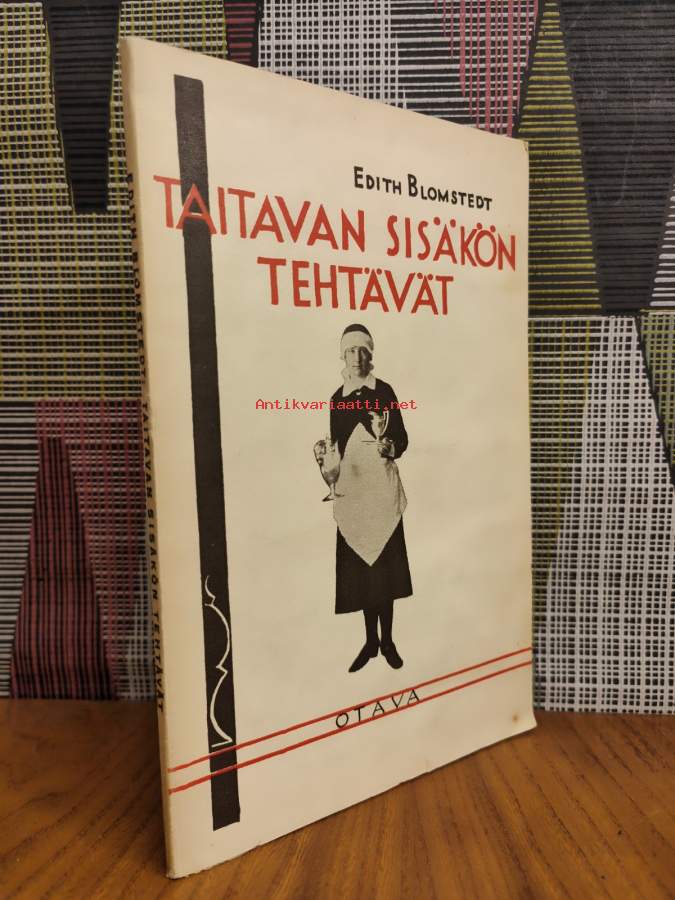 EDITH BLOMSTEDT
TAITAVAN SISÄKÖN
TEHTÄVÄT
Antikvariaatti.net
OTAVA
EDITH BLOMSTEDT: TAITAVAN SISÄKÖN TEHTÄVÄT